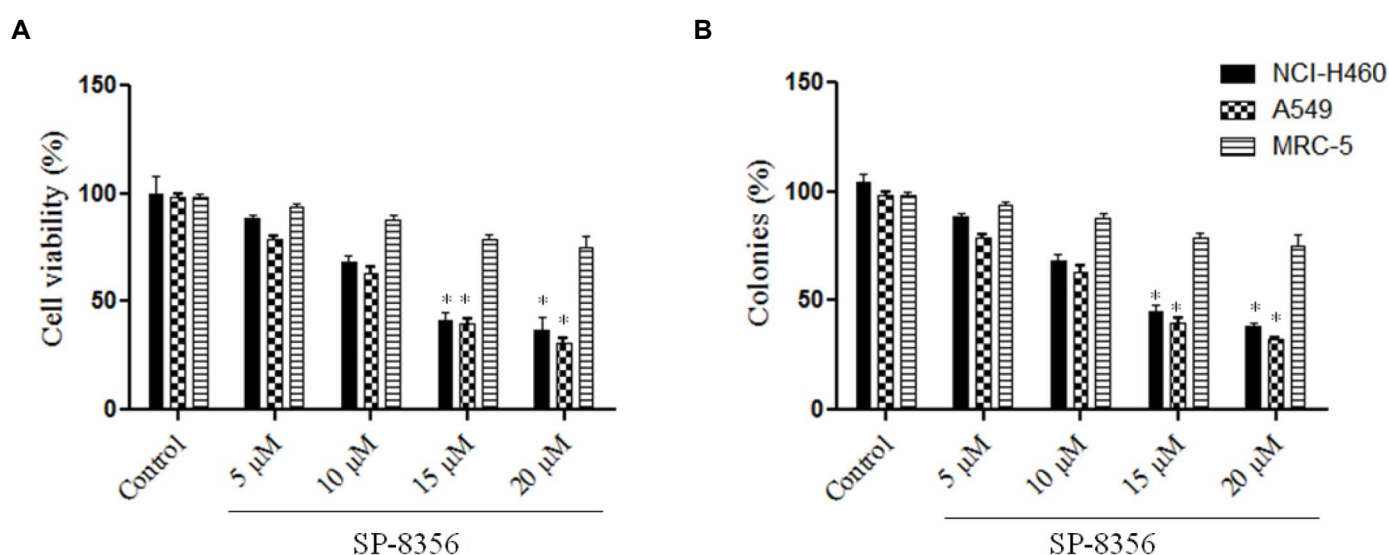 A
Cell viability (%)
150
100
50
0
* *
* *
Control
5 µM
10 µM
15 µM
20 µM
SP-8356
B
Colonies (%)
150
100
50
0
* *
* *
NCI-H460
A549
MRC-5
Control
5 µM
10 µM
15 µM
20 µM
SP-8356